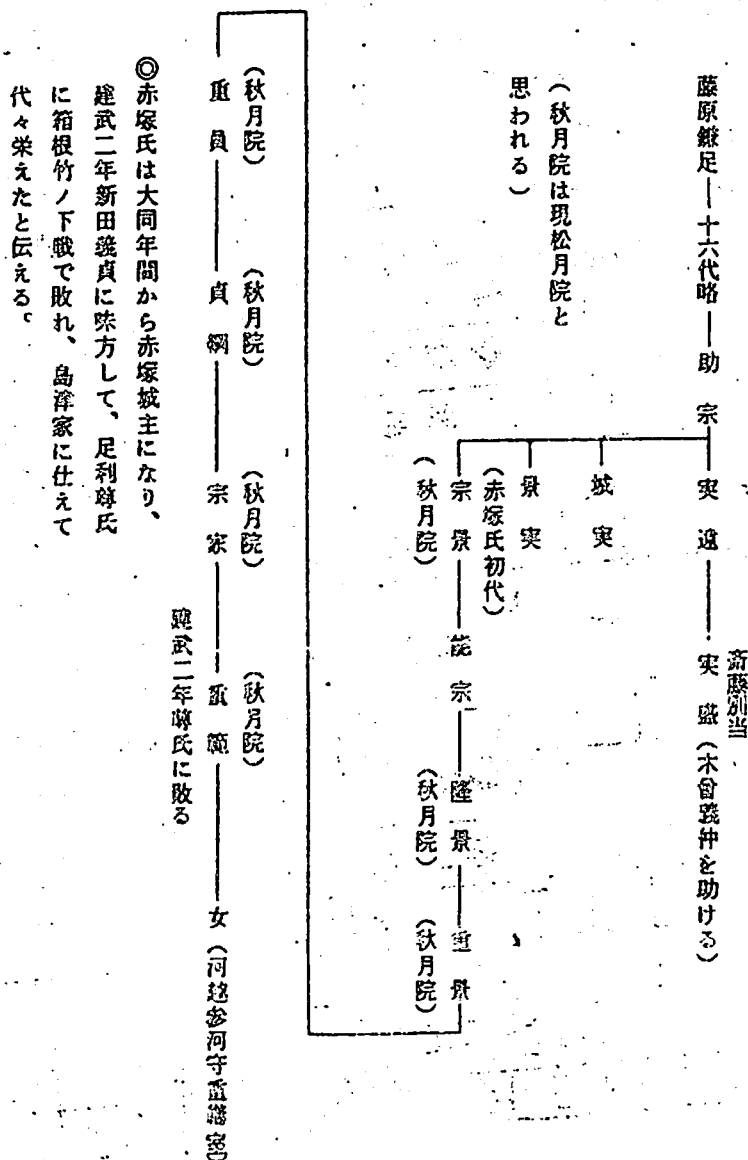 藤原鎌足―十六代略―助宗
実遠―実盛(木曾義仲を助ける)
斎藤別当
城実
景実
(赤塚氏初代)
宗景―能宗―隆景―重景
(秋月院)
(秋月院)
(秋月院)
(秋月院は現松月院と
思われる)
(秋月院)
(秋月院)
(秋月院)
(秋月院)
重員―貞綱―宗家―重範―女(河越参河守重
建武二年尊氏に敗る
◎赤塚氏は大同年間から赤塚城主になり、
建武二年新田義貞に味方して、足利尊氏
に箱根竹ノ下戦で敗れ、島津家に仕えて
代々栄えたと伝える。